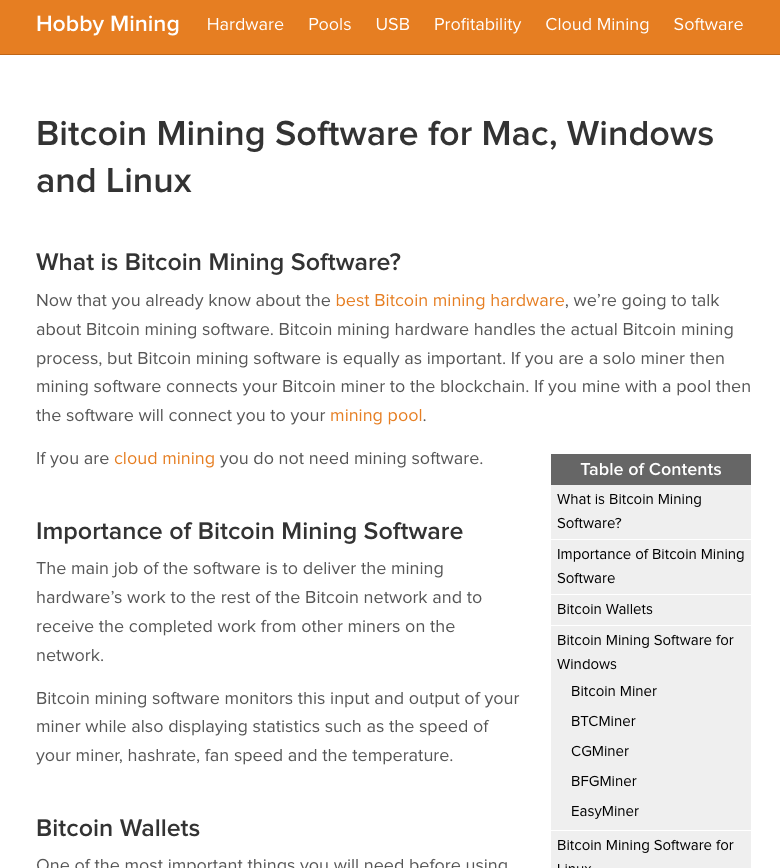 Hobby Mining Hardware Pools USB Profitability Cloud Mining Software
Bitcoin Mining Software for Mac, Windows
and Linux
What is Bitcoin Mining Software?
Now that you already know about the best Bitcoin mining hardware, we’re going to talk
about Bitcoin mining software. Bitcoin mining hardware handles the actual Bitcoin mining
process, but Bitcoin mining software is equally as important. If you are a solo miner then
mining software connects your Bitcoin miner to the blockchain. If you mine with a pool then
the software will connect you to your mining pool.
If you are cloud mining you do not need mining software.
Importance of Bitcoin Mining Software
The main job of the software is to deliver the mining
hardware’s work to the rest of the Bitcoin network and to
receive the completed work from other miners on the
network.
Bitcoin mining software monitors this input and output of your
miner while also displaying statistics such as the speed of
your miner, hashrate, fan speed and the temperature.
Bitcoin Wallets
One of the most important things you will need before using
Table of Contents
What is Bitcoin Mining
Software?
Importance of Bitcoin Mining
Software
Bitcoin Wallets
Bitcoin Mining Software for
Windows
Bitcoin Miner
BTCMiner
CGMiner
BFGMiner
EasyMiner
Bitcoin Mining Software for
Linux